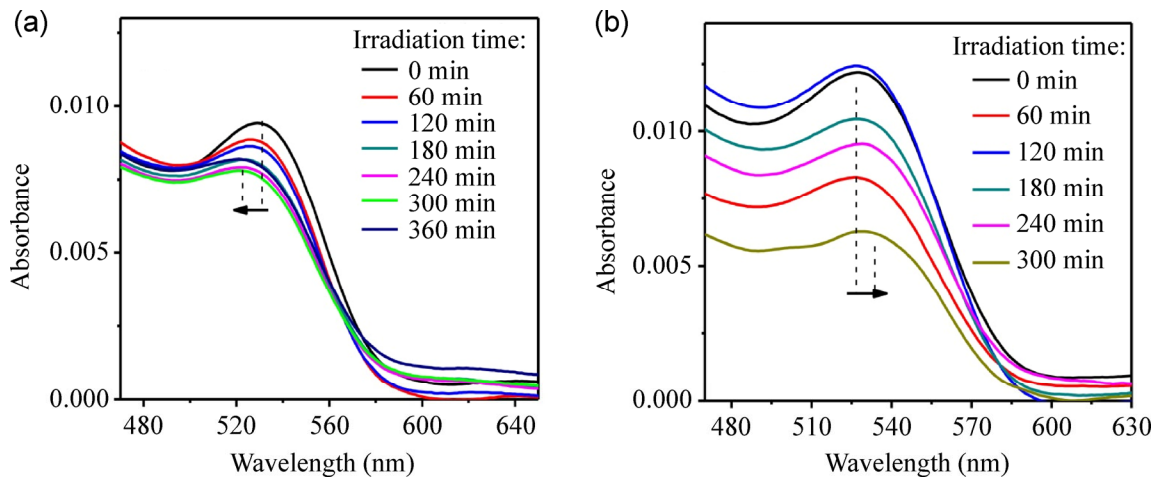 (a)
Irradiation time:
0 min
60 min
120 min
180 min
240 min
300 min
360 min
0.010
0.005
0.000
Absorbance
480
520
560
600
640
Wavelength (nm)
(b)
Irradiation time:
0 min
60 min
120 min
180 min
240 min
300 min
0.010
0.005
0.000
Absorbance
480
510
540
570
600
630
Wavelength (nm)